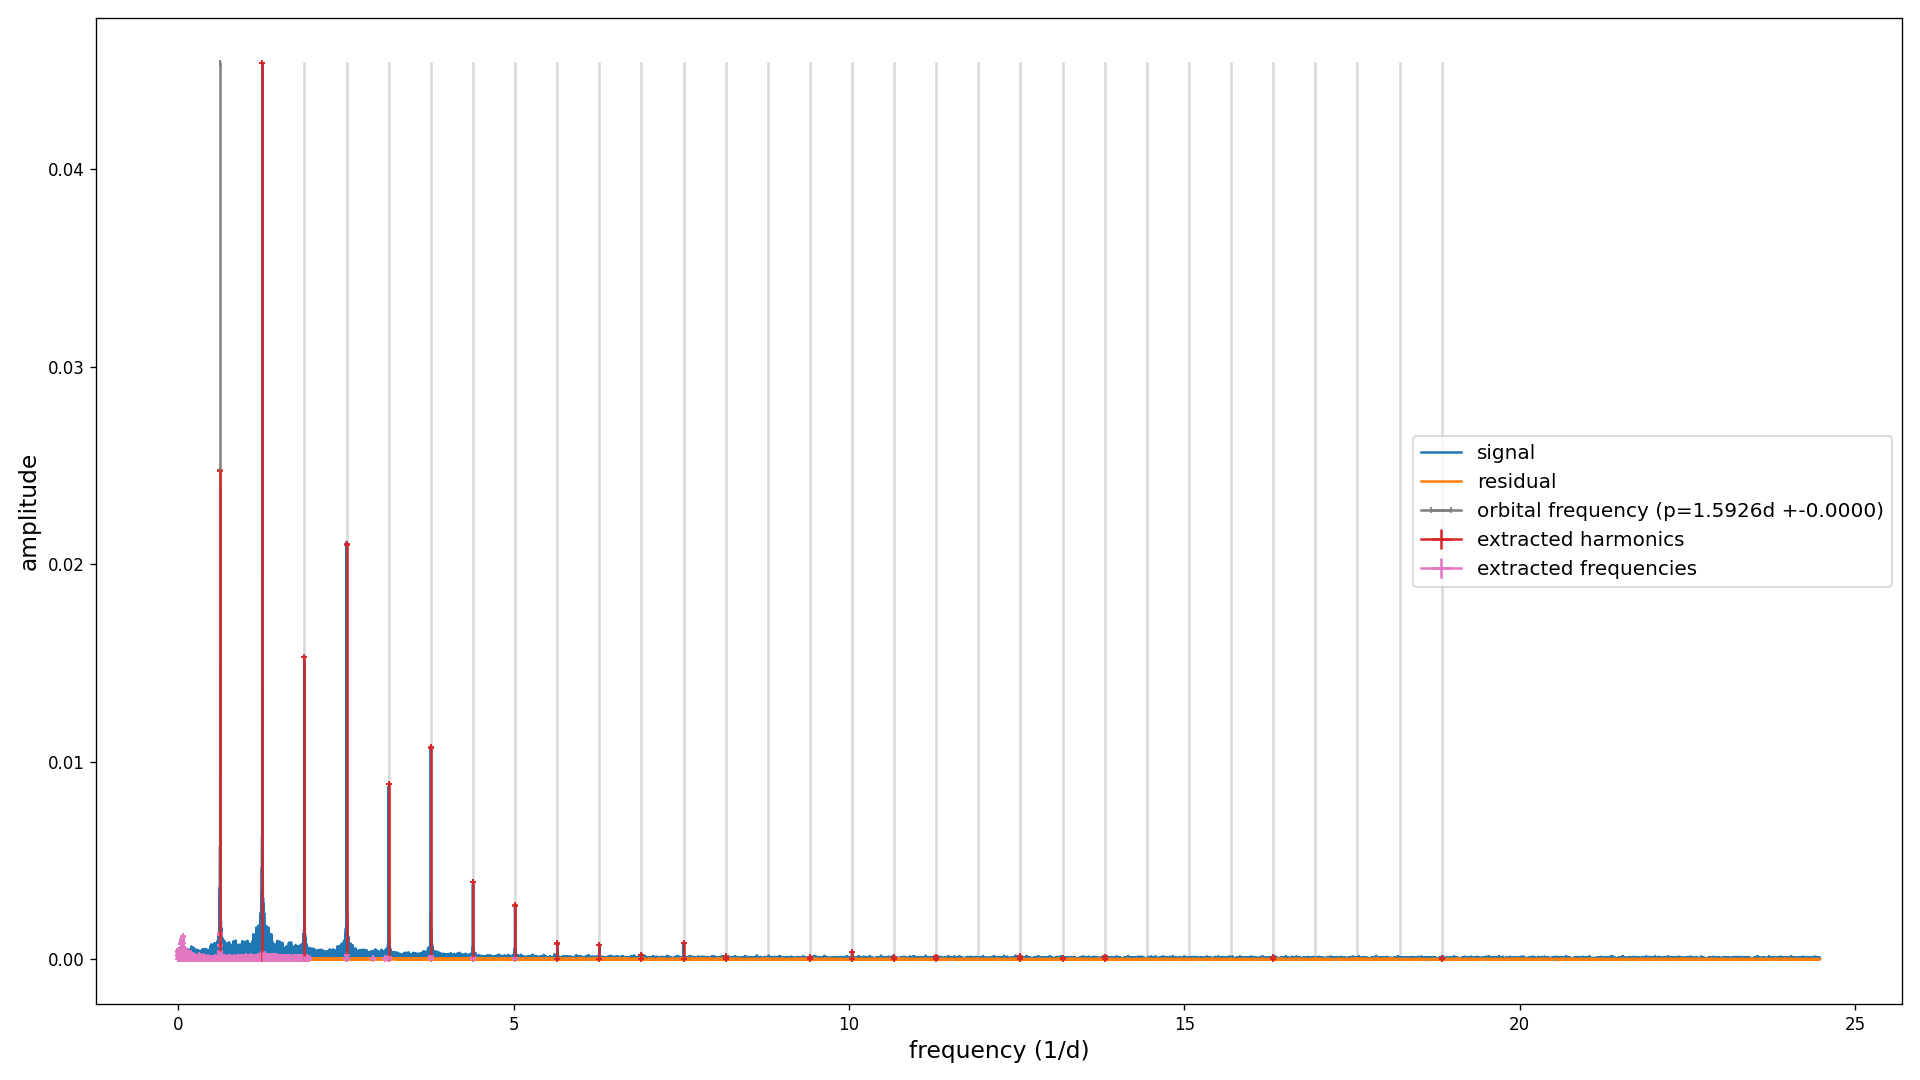 0.04
0.03
0.02
0.01
0.00
amplitude
0
5
10
15
20
25
frequency (1/d)
signal
residual
orbital frequency (p=1.5926d +-0.0000)
extracted harmonics
extracted frequencies